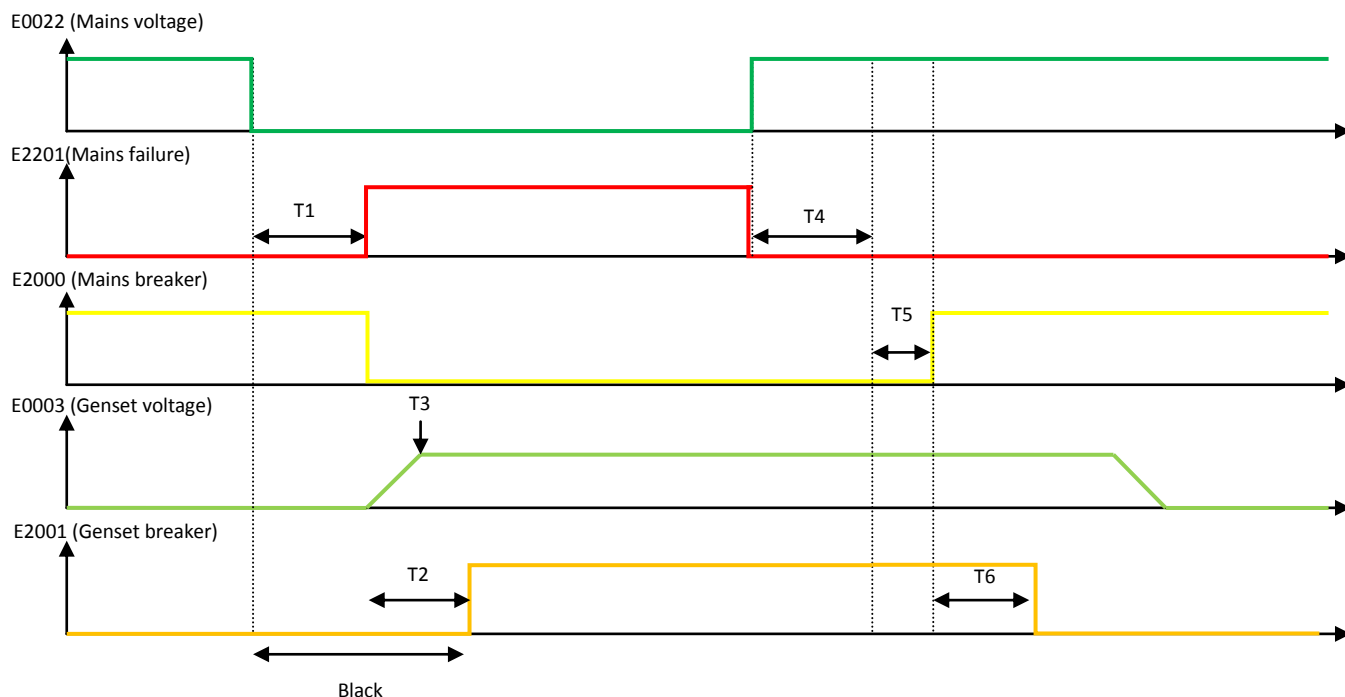 E0022 (Mains voltage)
E2201(Mains failure)
T1
T4
E2000 (Mains breaker)
T5
E0003 (Genset voltage)
T3
E2001 (Genset breaker)
T2
T6
Black